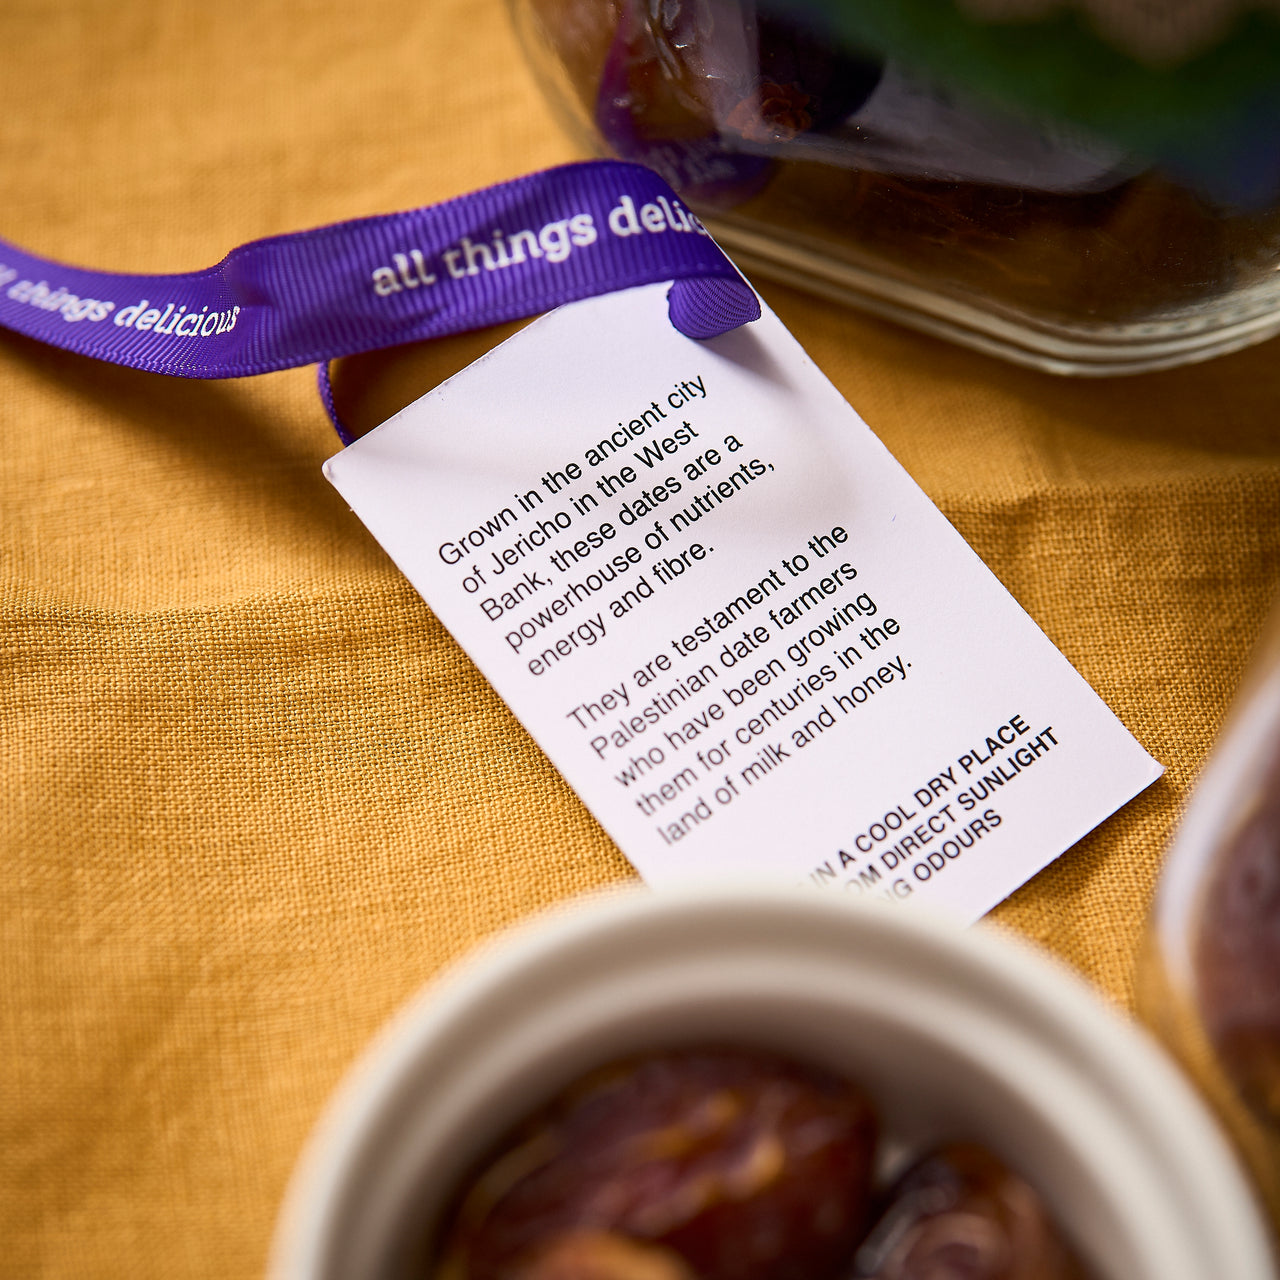 all things delicious
all things delic
Grown in the ancient city
of Jericho in the West
Bank, these dates are a
powerhouse of nutrients,
energy and fibre.
They are testament to the
Palestinian date farmers
who have been growing
them for centuries in the
land of milk and honey.
IN A COOL DRY PLACE
OM DIRECT SUNLIGHT
NG ODOURS